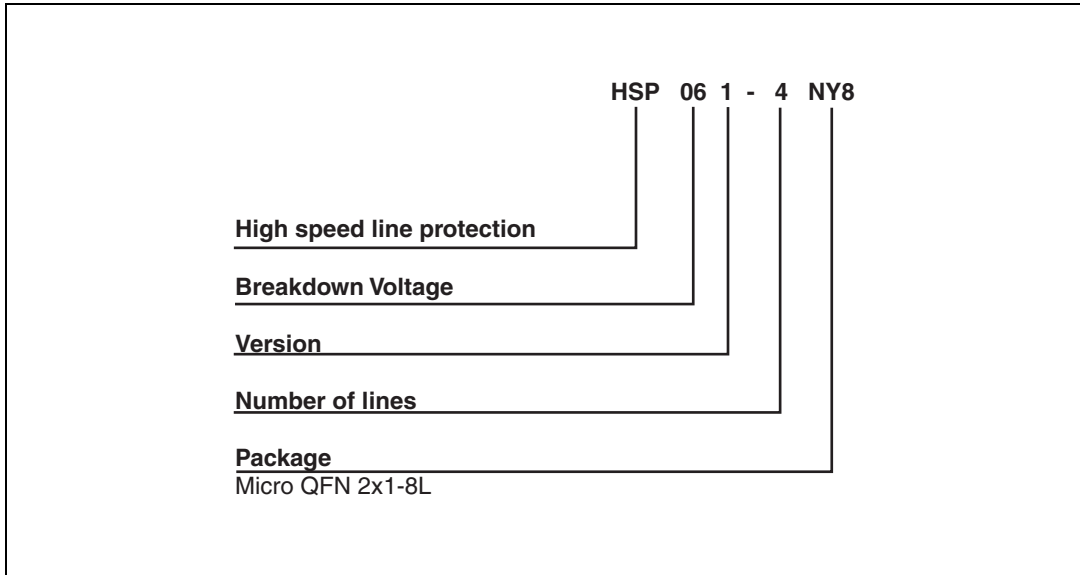 HSP 06 1 - 4 NY8
High speed line protection
Breakdown Voltage
Version
Number of lines
Package
Micro QFN 2x1-8L